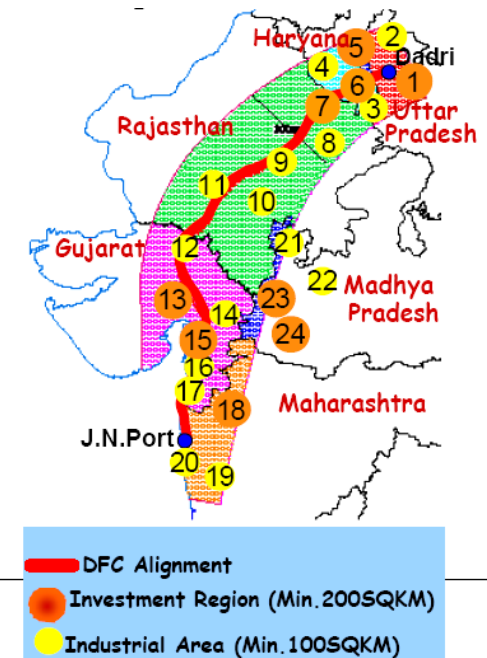 2
Haryana
5
Dadri
4
6
1
7
3
Uttar
Pradesh
Rajasthan
8
9
11
10
Gujarat
12
21
22
Madhya
Pradesh
13
23
14
24
15
16
17
18
Maharashtra
J.N.Port
20
19
DFC Alignment
Investment Region (Min.200SQKM)
Industrial Area (Min.100SQKM)